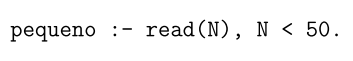 pequeno :- read(N), N < 50.